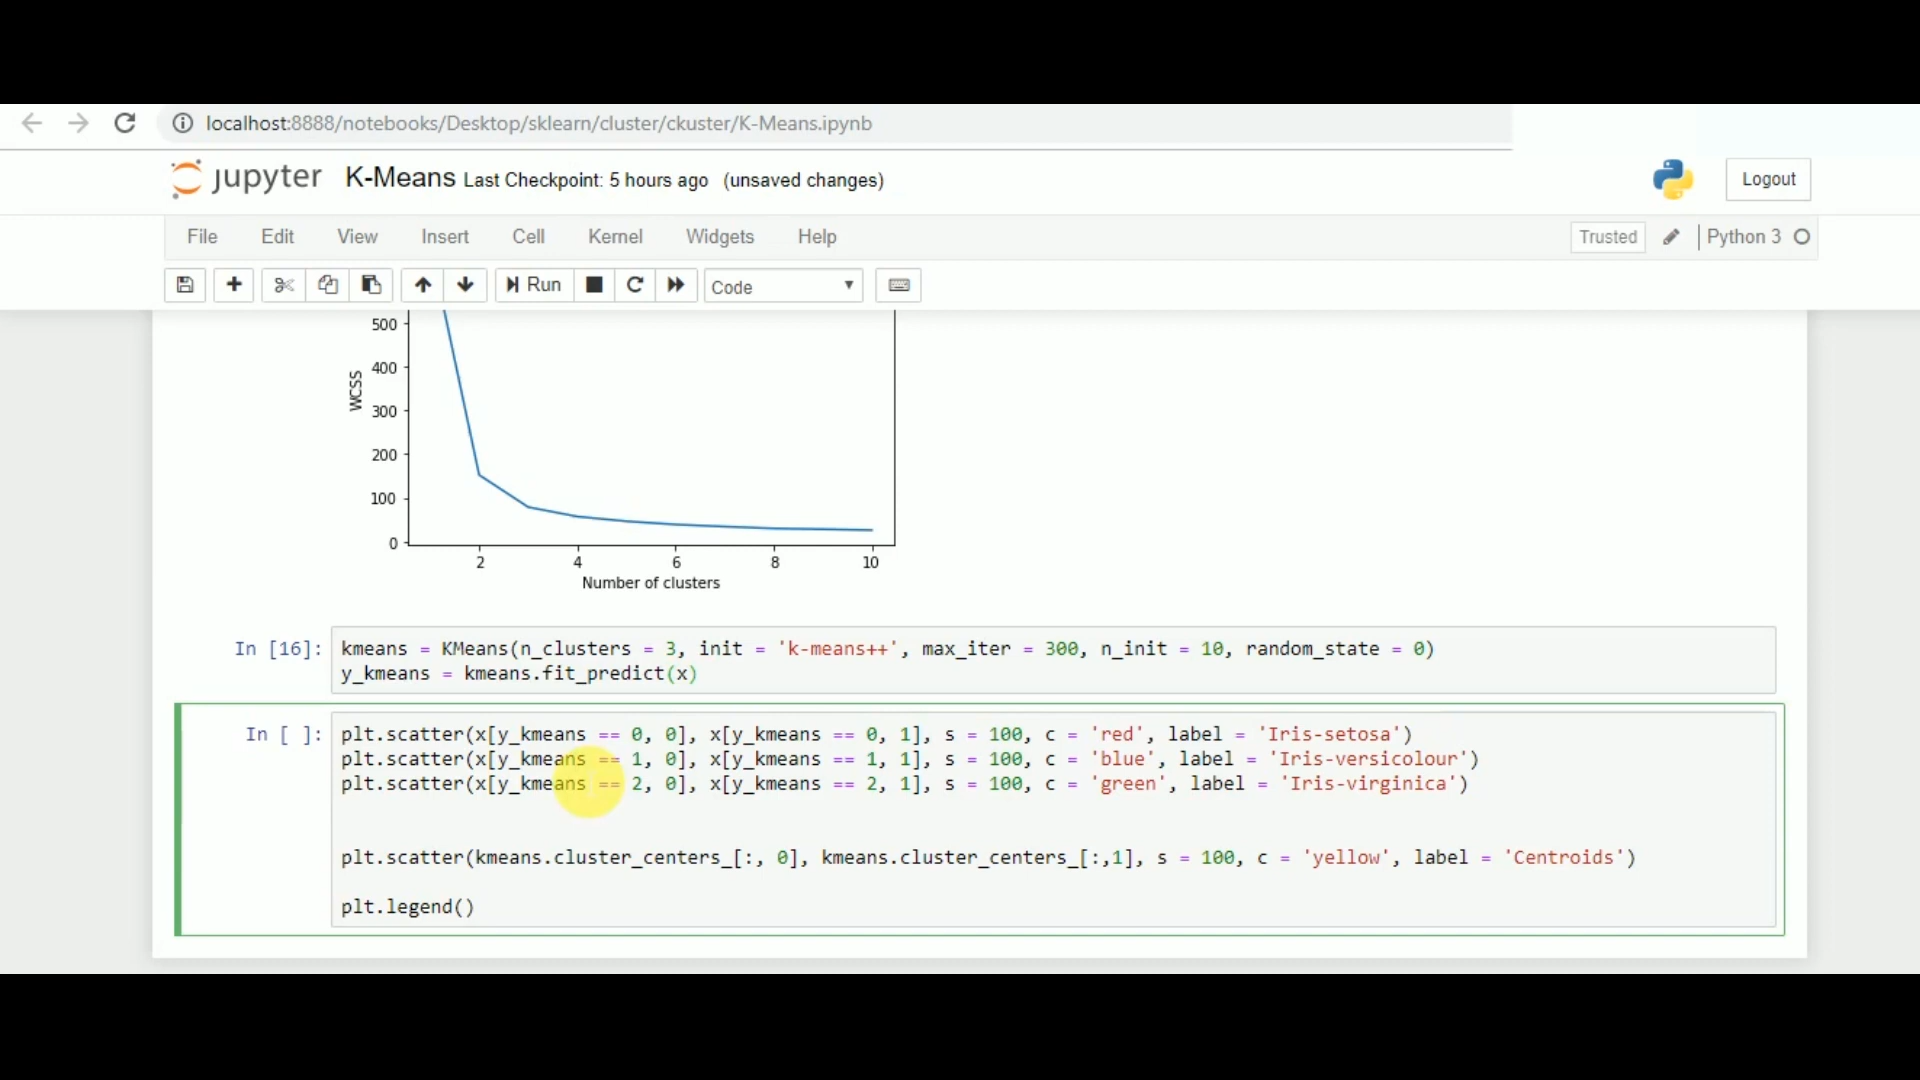 localhost:8888/notebooks/Desktop/sklearn/cluster/ckuster/K-Means.ipynb
jupyter K-Means Last Checkpoint: 5 hours ago (unsaved changes)
Logout
File Edit View Insert Cell Kernel Widgets Help
Trusted
Python 3
Run
Code
500
400
300
200
100
0
WCSS
2 4 6 8 10
Number of clusters
In [16]:
kmeans = KMeans(n_clusters = 3, init = 'k-means++', max_iter = 300, n_init = 10, random_state = 0)
y_kmeans = kmeans.fit_predict(x)
In [ ]:
plt.scatter(x[y_kmeans == 0, 0], x[y_kmeans == 0, 1], s = 100, c = 'red', label = 'Iris-setosa')
plt.scatter(x[y_kmeans == 1, 0], x[y_kmeans == 1, 1], s = 100, c = 'blue', label = 'Iris-versicolour')
plt.scatter(x[y_kmeans == 2, 0], x[y_kmeans == 2, 1], s = 100, c = 'green', label = 'Iris-virginica')
plt.scatter(kmeans.cluster_centers_[:, 0], kmeans.cluster_centers_[:,1], s = 100, c = 'yellow', label = 'Centroids')
plt.legend()